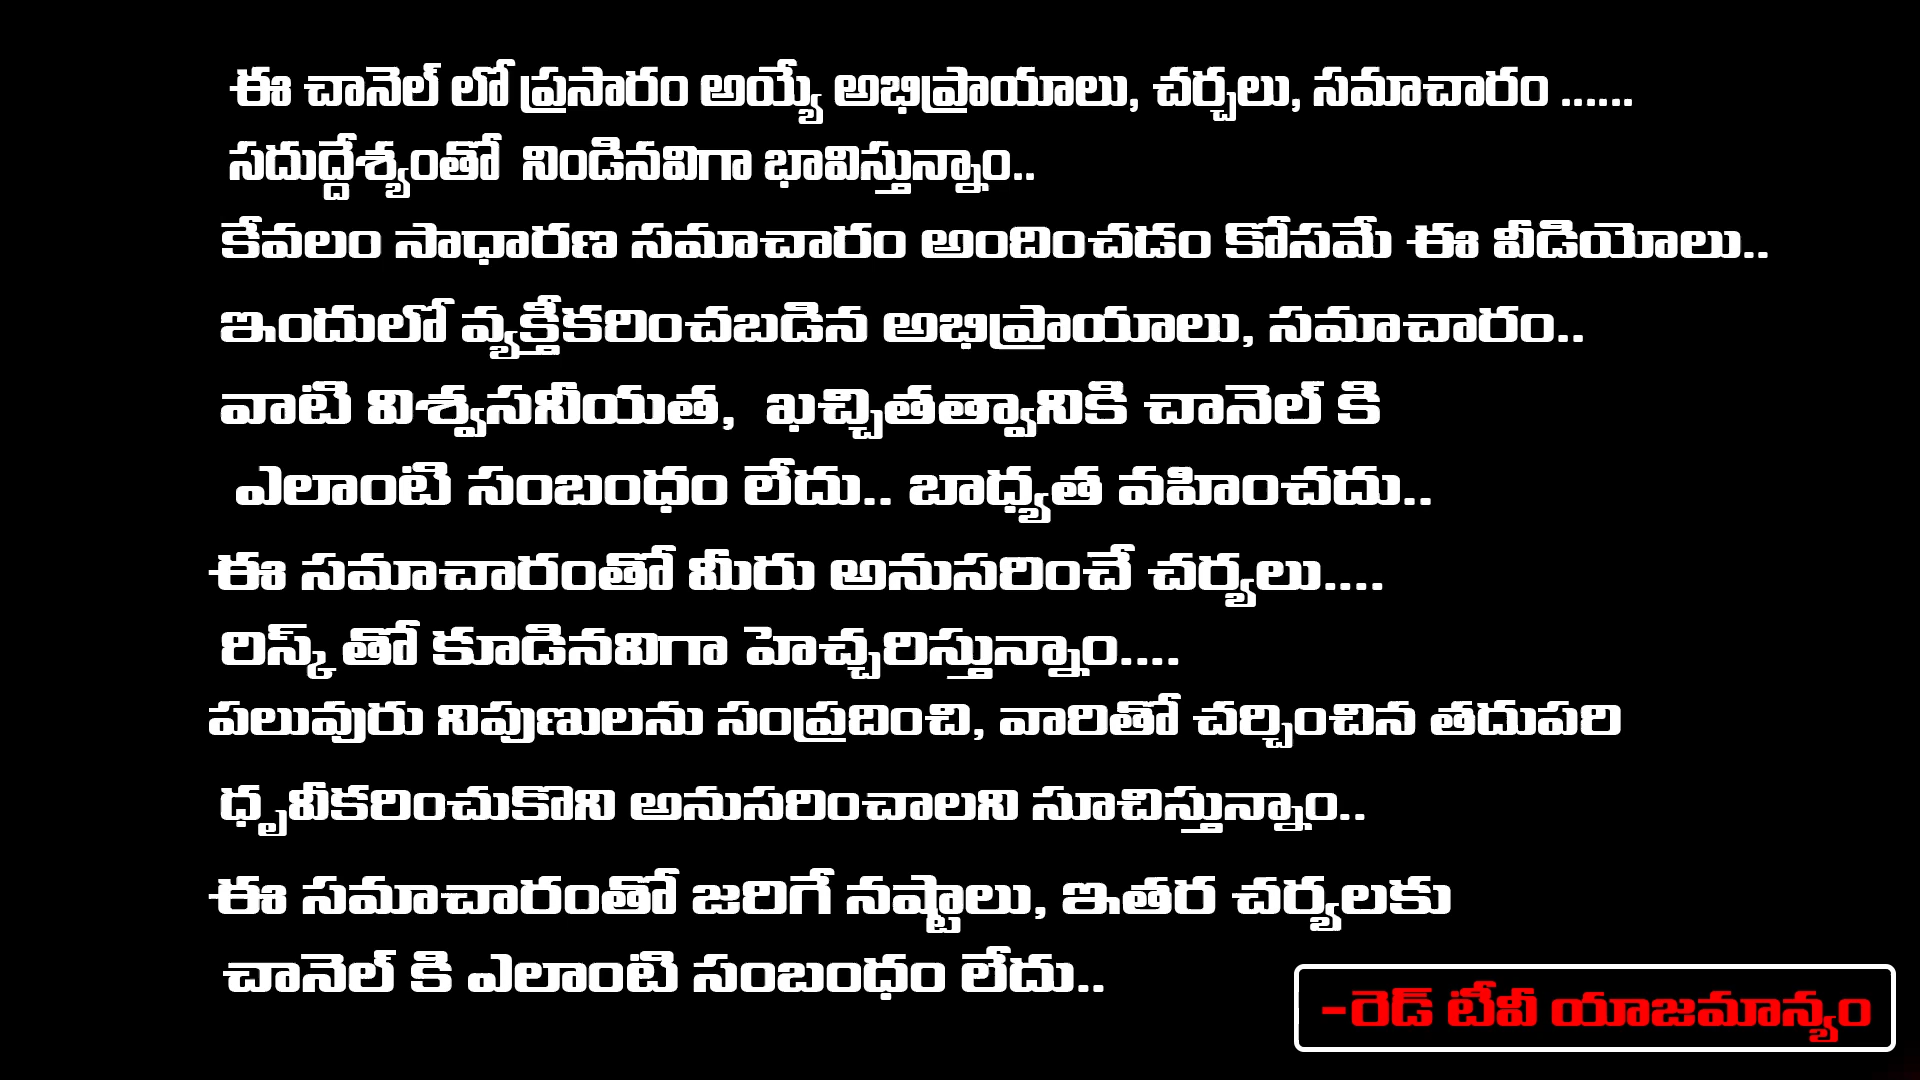 ఈ చానెల్ లో ప్రసారం అయ్యే అభిప్రాయాలు, చర్చలు, సమాచారం ......
సదుద్దేశ్యంతో నిండినవిగా భావిస్తున్నాం..
కేవలం సాధారణ సమాచారం అందించడం కోసమే ఈ వీడియోలు..
ఇందులో వ్యక్తీకరించబడిన అభిప్రాయాలు, సమాచారం..
వాటి విశ్వసనీయత, ఖచ్చితత్వానికి చానెల్ కి
ఎలాంటి సంబంధం లేదు.. బాధ్యత వహించదు..
ఈ సమాచారంతో మీరు అనుసరించే చర్యలు....
రిస్క్ తో కూడినవిగా హెచ్చరిస్తున్నాం....
పలువురు నిపుణులను సంప్రదించి, వారితో చర్చించిన తదుపరి
ధృవీకరించుకొని అనుసరించాలని సూచిస్తున్నాం..
ఈ సమాచారంతో జరిగే నష్టాలు, ఇతర చర్యలకు
చానెల్ కి ఎలాంటి సంబంధం లేదు..
-రెడ్ టీవీ యాజమాన్యం